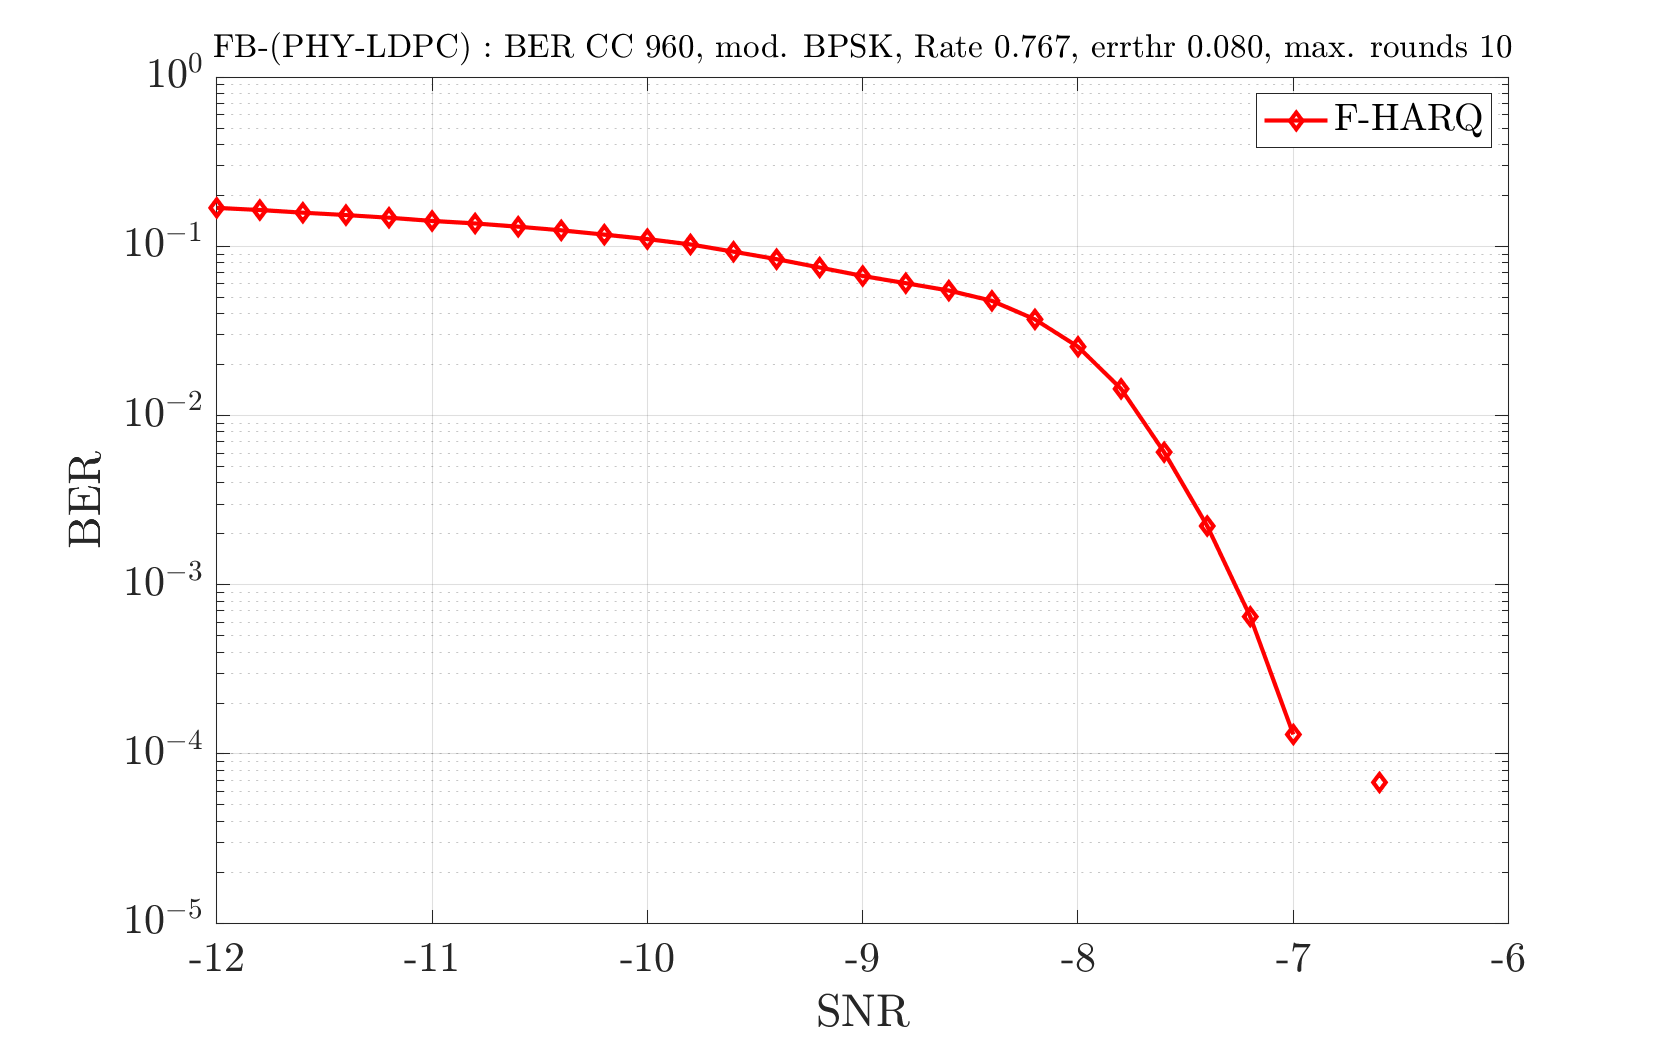 FB-(PHY-LDPC) : BER CC 960, mod. BPSK, Rate 0.767, errthr 0.080, max. rounds 10
F-HARQ
10^0
10^{-1}
10^{-2}
10^{-3}
10^{-4}
10^{-5}
BER
-12 -11 -10 -9 -8 -7 -6
SNR